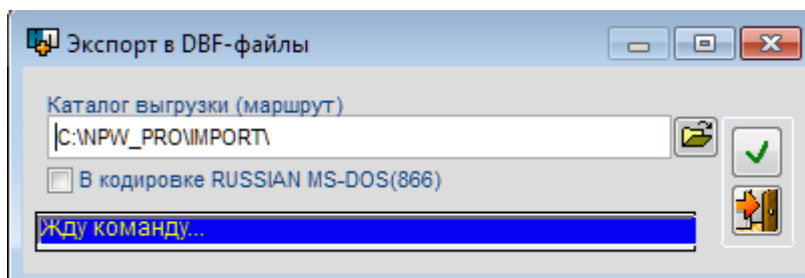 Экспорт в DBF-файлы
Каталог выгрузки (маршрут)
C:\NPW_PRO\IMPORT\
В кодировке RUSSIAN MS-DOS(866)
Жду команду...